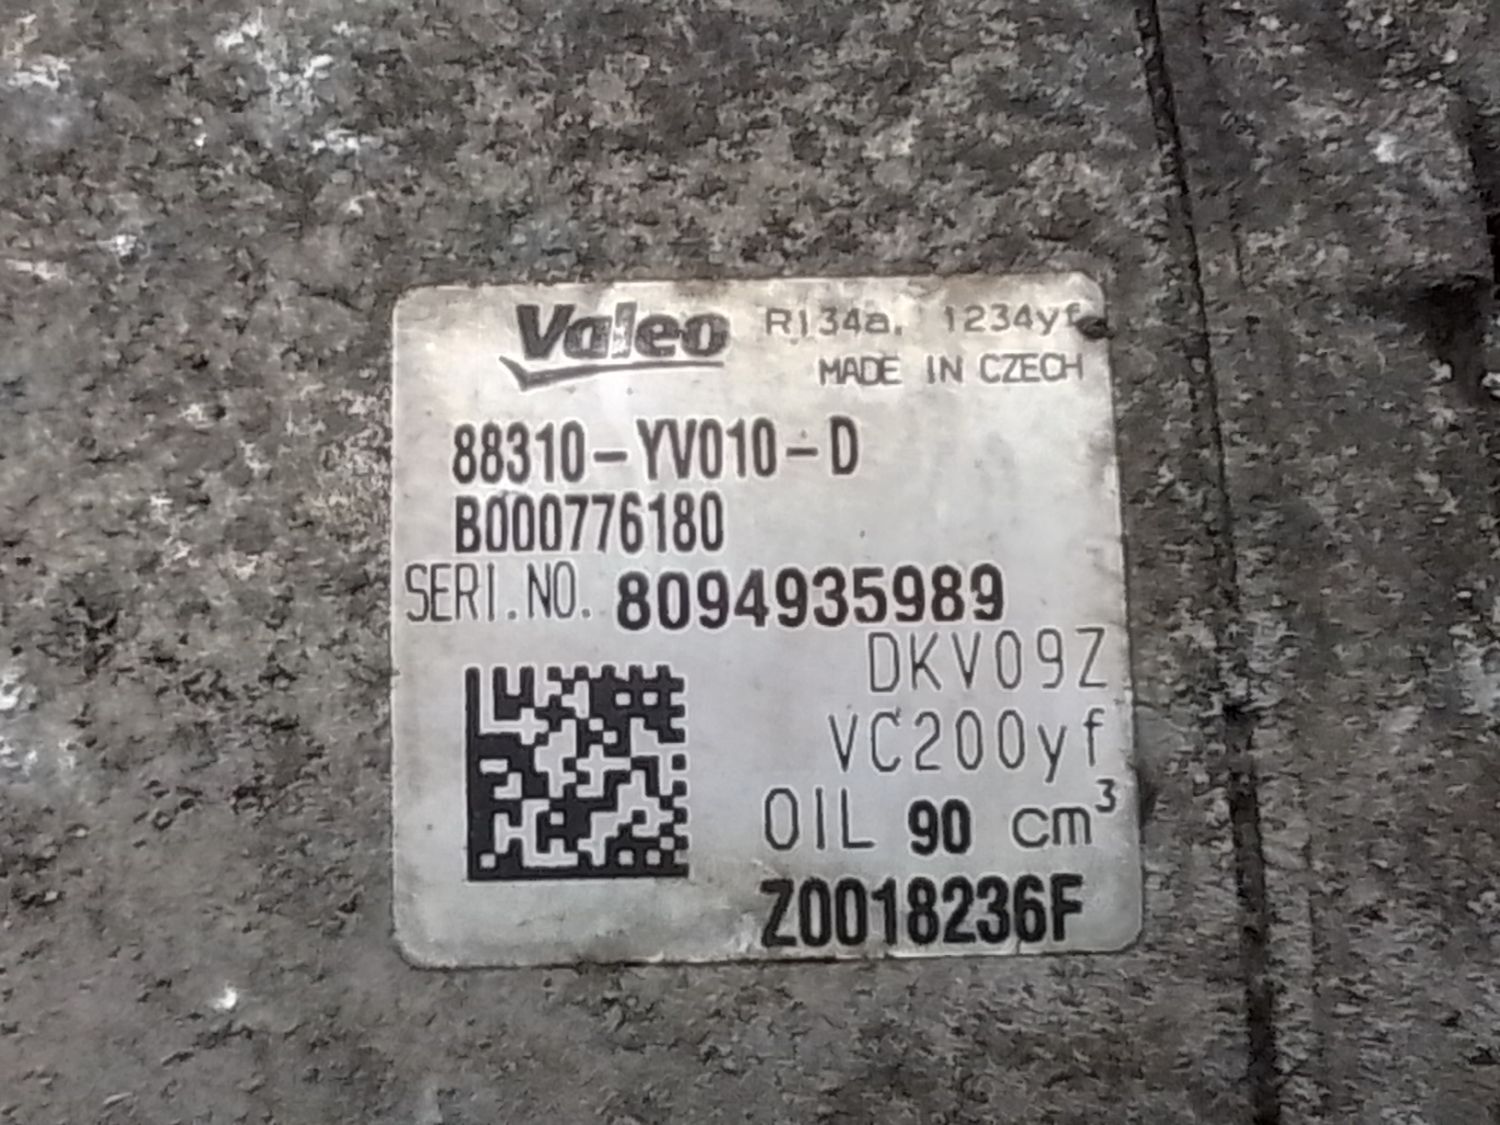 Valeo R134a, 1234yf
MADE IN CZECH
88310-YV010-D
B000776180
SERI.NO. 8094935989
DKV09Z
VC200yf
OIL 90 cm³
Z0018236F